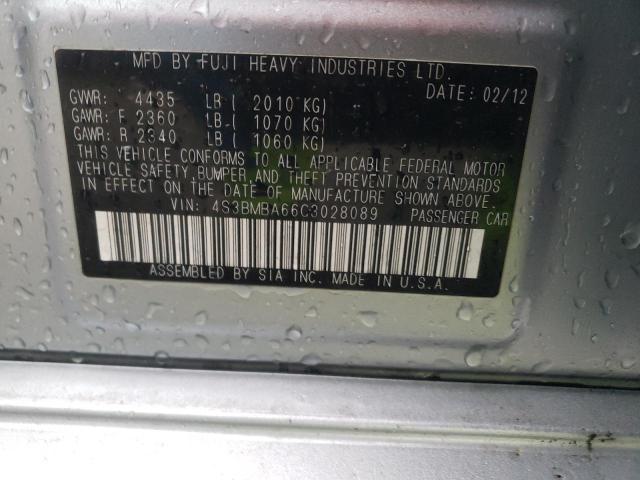 MFD BY FUJI HEAVY INDUSTRIES LTD.
DATE: 02/12
GVWR: 4435 LB ( 2010 KG)
GAWR: F 2360 LB ( 1070 KG)
GAWR: R 2340 LB ( 1060 KG)
THIS VEHICLE CONFORMS TO ALL APPLICABLE FEDERAL MOTOR
VEHICLE SAFETY, BUMPER, AND THEFT PREVENTION STANDARDS
IN EFFECT ON THE DATE OF MANUFACTURE SHOWN ABOVE.
VIN: 4S3BMBA66C3028089 PASSENGER CAR
ASSEMBLED BY SIA INC. MADE IN U.S.A.